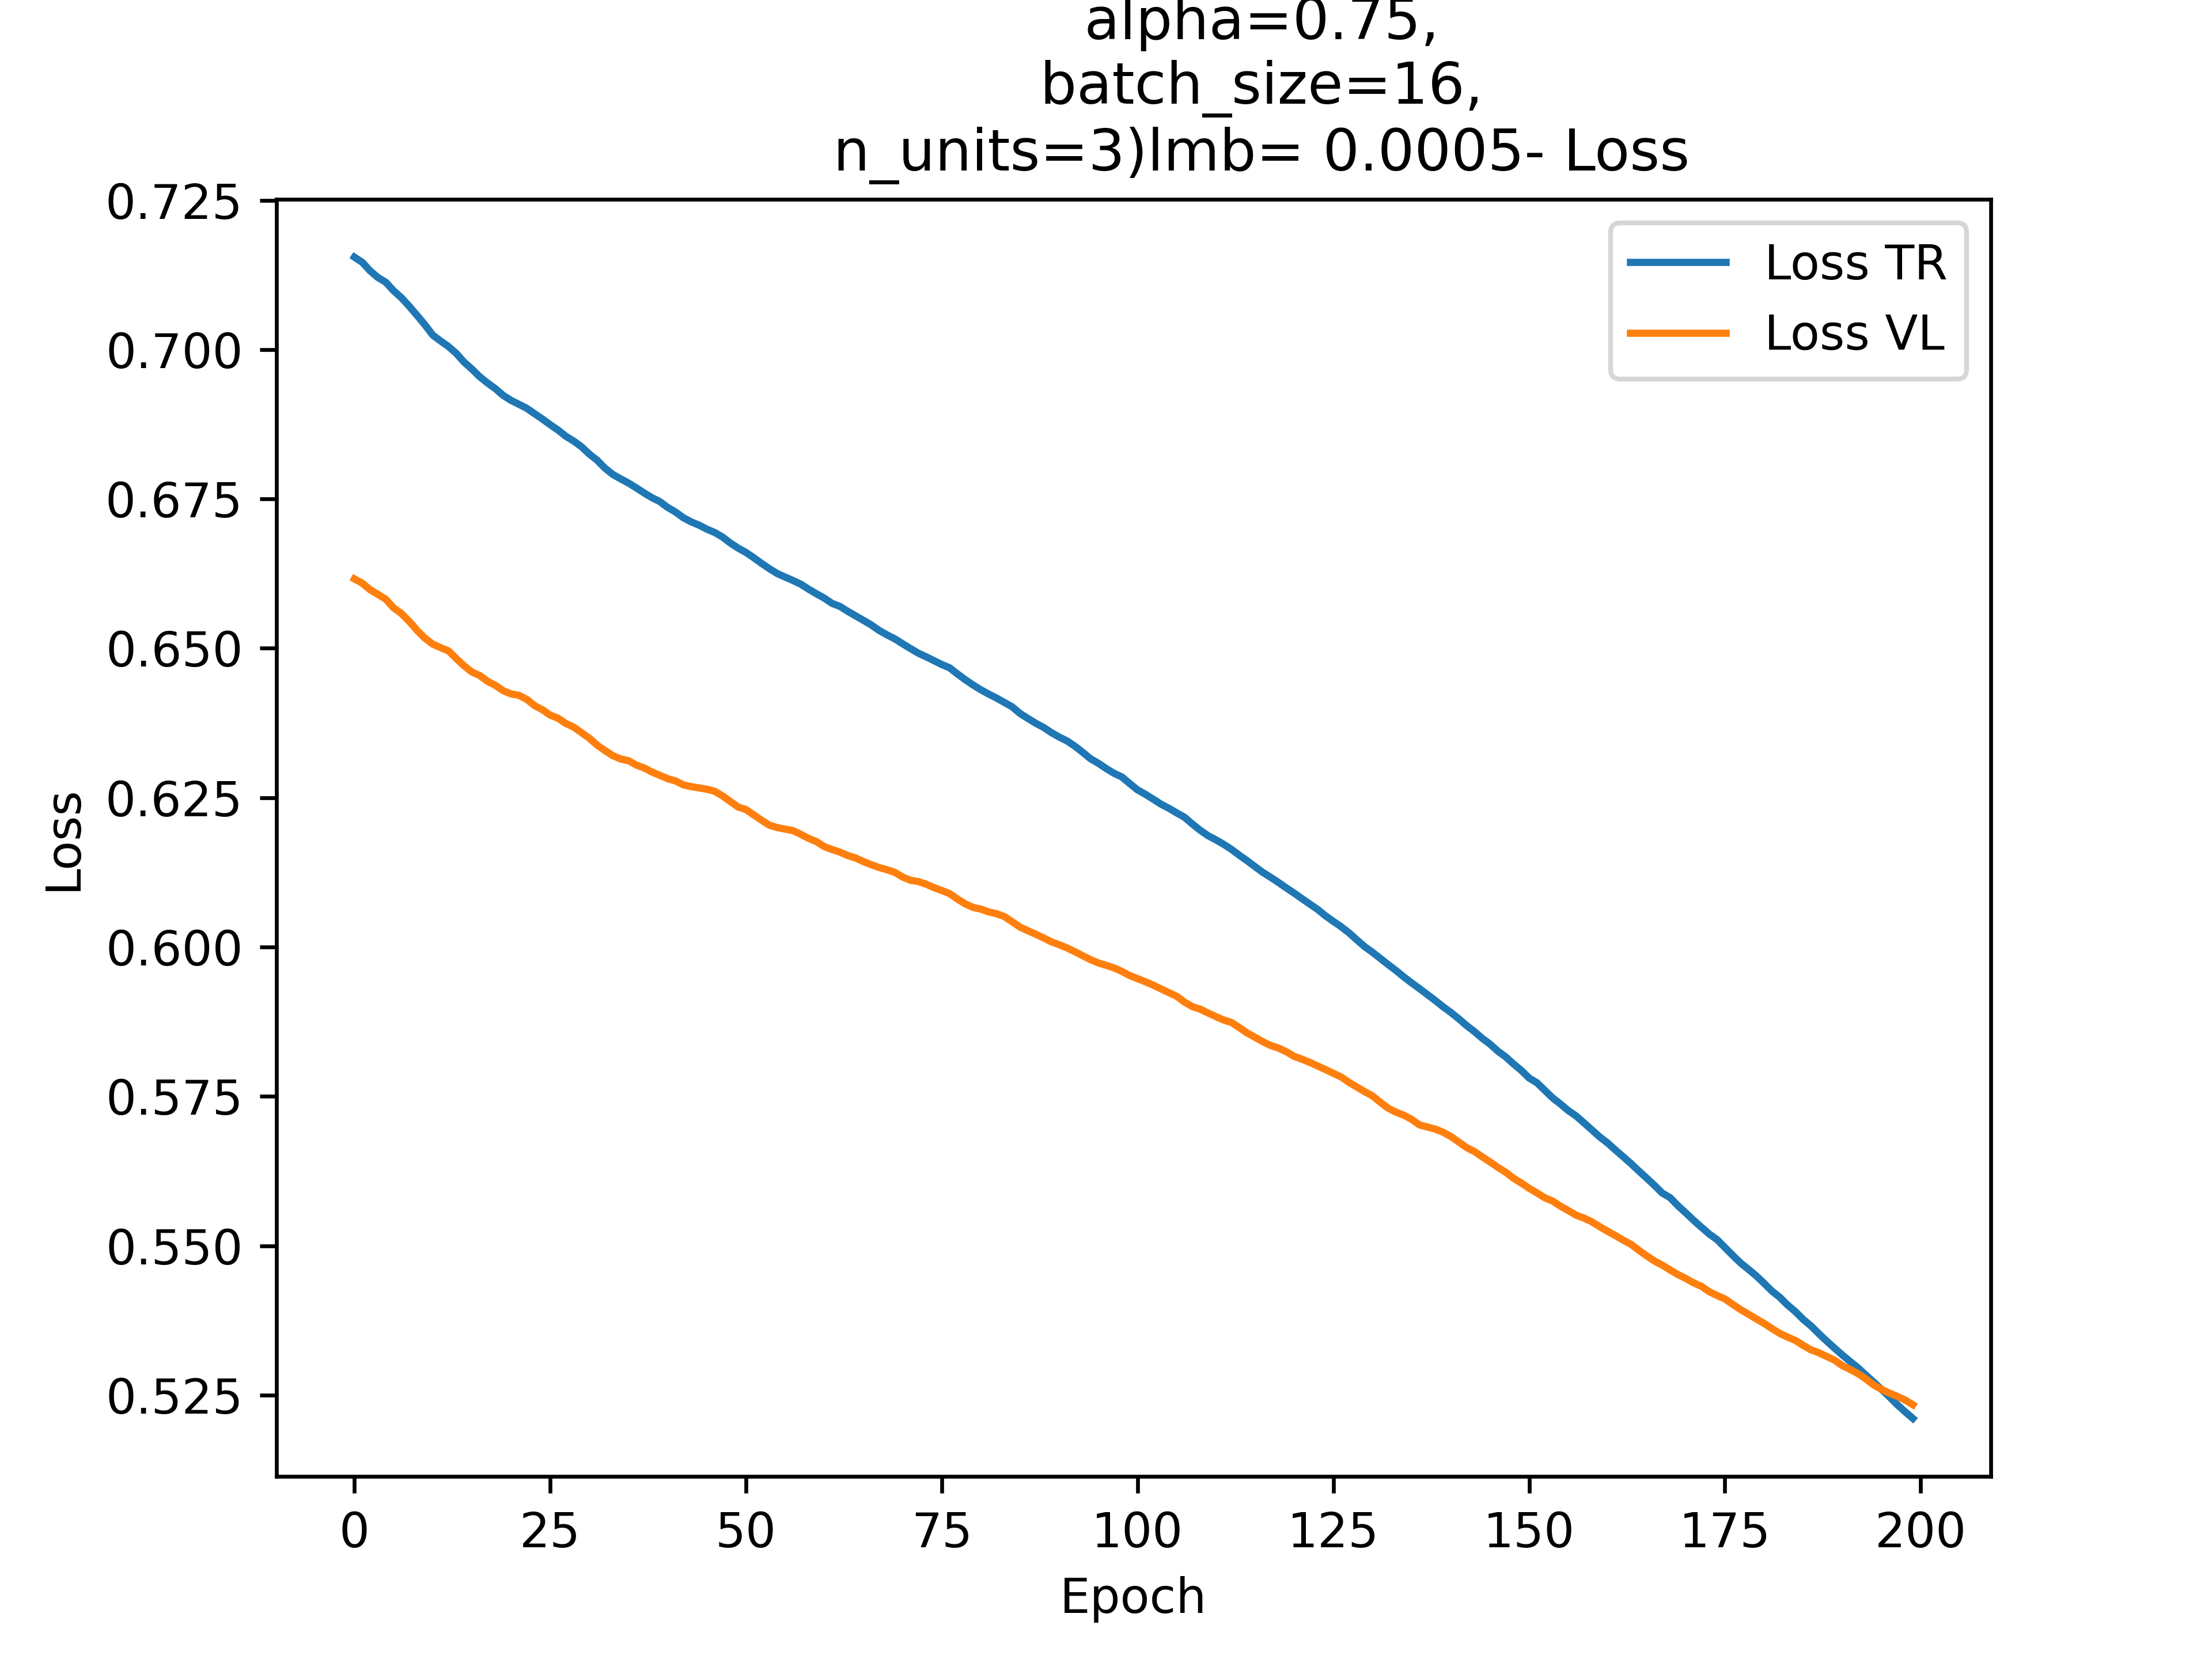 alpha=0.75,
batch_size=16,
n_units=3)lmb= 0.0005- Loss
0.725
0.700
0.675
0.650
0.625
0.600
0.575
0.550
0.525
Loss
Loss TR
Loss VL
0 25 50 75 100 125 150 175 200
Epoch